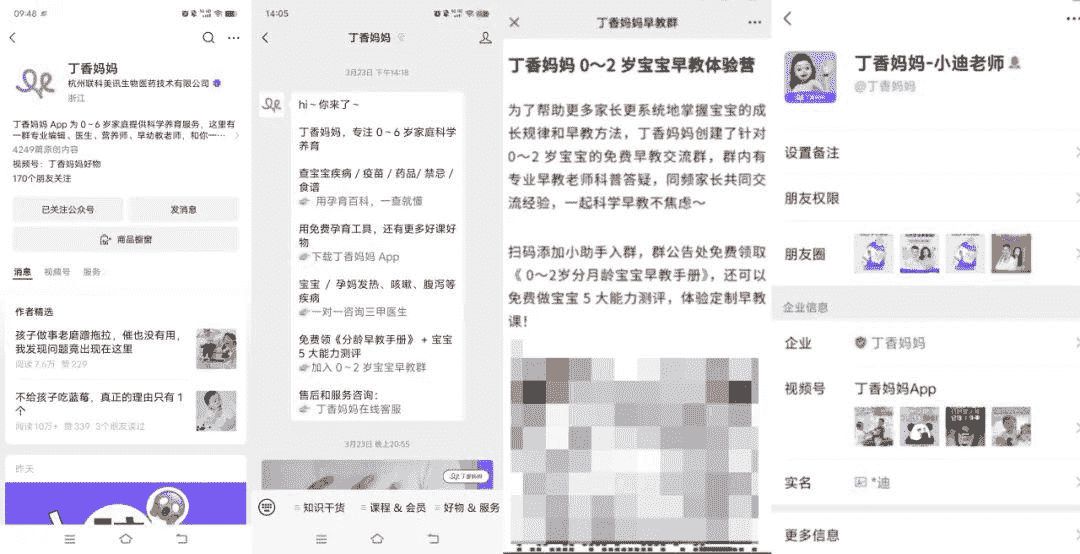 09:48
丁香妈妈
杭州联科美讯生物医药技术有限公司
浙江
丁香妈妈 App 为 0 ~ 6 岁家庭提供科学养育服务，这里有
一群专业编辑、医生、营养师、早幼教老师，和你一…
4249篇原创内容
视频号：丁香妈妈好物
170个朋友关注
已关注公众号
发消息
商品橱窗
消息
视频号
服务
作者精选
孩子做事老磨蹭拖拉，催也没有用，
我发现问题竟出现在这里
阅读 7.6万 赞 229
不给孩子吃蓝莓，真正的理由只有 1
个
阅读 10万+ 赞 339 3个朋友读过
昨天
14:05
丁香妈妈
3月23日 下午14:18
hi ~ 你来了 ~
丁香妈妈，专注 0 ~ 6 岁家庭科学
养育
查宝宝疾病 / 疫苗 / 药品/ 禁忌 /
食谱
用孕育百科，一查就懂
用免费孕育工具，还有更多好课好
物
下载丁香妈妈 App
宝宝 / 孕妈发热、咳嗽、腹泻等
疾病
一对一咨询三甲医生
免费领《分龄早教手册》 + 宝宝
5 大能力测评
加入 0 ~ 2 岁宝宝早教群
售后和服务咨询：
丁香妈妈在线客服
3月23日 晚上20:55
丁香妈妈
知识干货
课程 & 会员
好物 & 服务
丁香妈妈早教群
丁香妈妈 0～2 岁宝宝早教体验营
为了帮助更多家长更系统地掌握宝宝的成
长规律和早教方法，丁香妈妈创建了针对
0～2 岁宝宝的免费早教交流群，群内有
专业早教老师科普答疑，同频家长共同交
流经验，一起科学早教不焦虑～
扫码添加小助手入群，群公告处免费领取
《 0～2岁分月龄宝宝早教手册》，还可以
免费做宝宝 5 大能力测评，体验定制早教
课！
丁香妈妈-小迪老师
@丁香妈妈
设置备注
朋友权限
朋友圈
企业信息
企业
丁香妈妈
视频号
丁香妈妈App
实名
*迪
更多信息